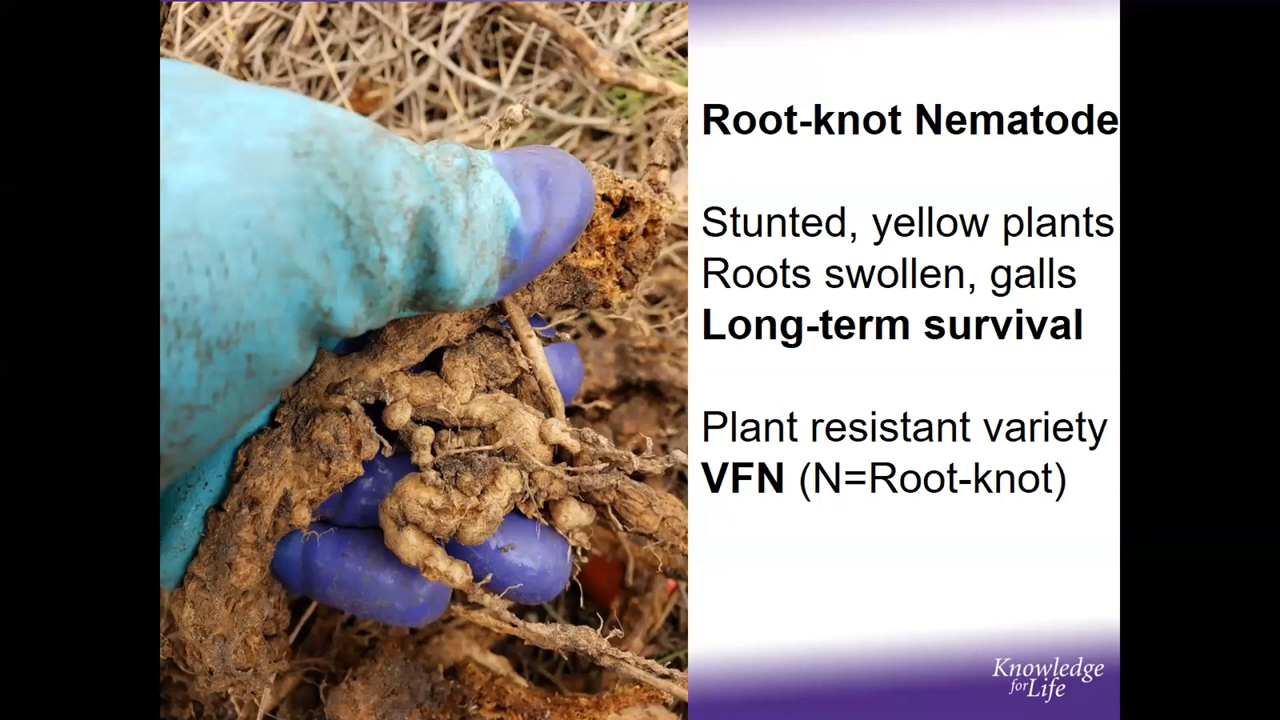 Root-knot Nematode
Stunted, yellow plants
Roots swollen, galls
Long-term survival
Plant resistant variety
VFN (N=Root-knot)
Knowledge
for Life